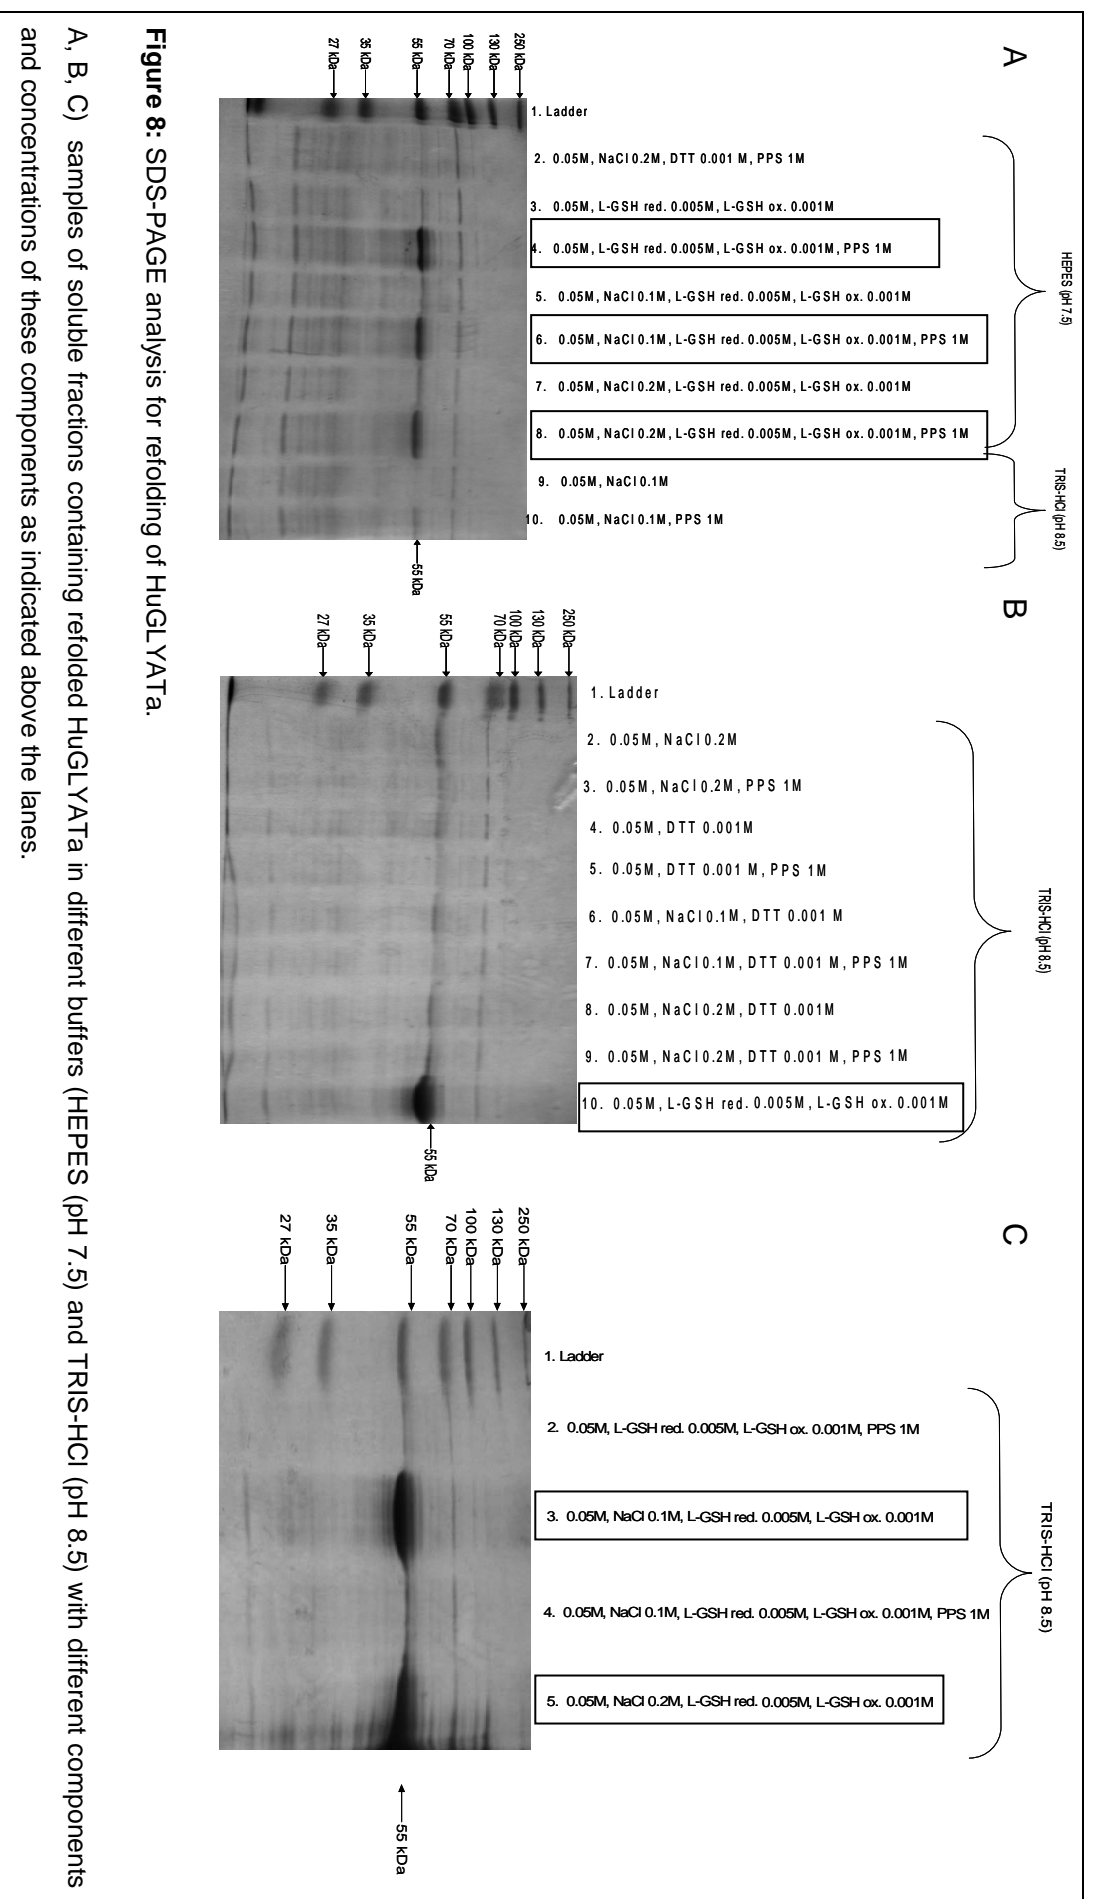 A
HEPES (pH 7.5)
TRIS-HCl (pH 8.5)
1. Ladder
2. 0.05M, NaCl 0.2M, DTT 0.001 M, PPS 1M
3. 0.05M, L-GSH red. 0.005M, L-GSH ox. 0.001M
4. 0.05M, L-GSH red. 0.005M, L-GSH ox. 0.001M, PPS 1M
5. 0.05M, NaCl 0.1M, L-GSH red. 0.005M, L-GSH ox. 0.001M
6. 0.05M, NaCl 0.1M, L-GSH red. 0.005M, L-GSH ox. 0.001M, PPS 1M
7. 0.05M, NaCl 0.2M, L-GSH red. 0.005M, L-GSH ox. 0.001M
8. 0.05M, NaCl 0.2M, L-GSH red. 0.005M, L-GSH ox. 0.001M, PPS 1M
9. 0.05M, NaCl 0.1M
10. 0.05M, NaCl 0.1M, PPS 1M
250 kDa
130 kDa
100 kDa
70 kDa
55 kDa
35 kDa
27 kDa
55 kDa
B
TRIS-HCl (pH 8.5)
1. Ladder
2. 0.05M, NaCl 0.2M
3. 0.05M, NaCl 0.2M, PPS 1M
4. 0.05M, DTT 0.001M
5. 0.05M, DTT 0.001 M, PPS 1M
6. 0.05M, NaCl 0.1M, DTT 0.001 M
7. 0.05M, NaCl 0.1M, DTT 0.001 M, PPS 1M
8. 0.05M, NaCl 0.2M, DTT 0.001M
9. 0.05M, NaCl 0.2M, DTT 0.001 M, PPS 1M
10. 0.05M, L-GSH red. 0.005M, L-GSH ox. 0.001M
250 kDa
130 kDa
100 kDa
70 kDa
55 kDa
35 kDa
27 kDa
55 kDa
C
TRIS-HCl (pH 8.5)
1. Ladder
2. 0.05M, L-GSH red. 0.005M, L-GSH ox. 0.001M, PPS 1M
3. 0.05M, NaCl 0.1M, L-GSH red. 0.005M, L-GSH ox. 0.001M
4. 0.05M, NaCl 0.1M, L-GSH red. 0.005M, L-GSH ox. 0.001M, PPS 1M
5. 0.05M, NaCl 0.2M, L-GSH red. 0.005M, L-GSH ox. 0.001M
250 kDa
130 kDa
100 kDa
70 kDa
55 kDa
35 kDa
27 kDa
55 kDa
Figure 8: SDS-PAGE analysis for refolding of HuGLYATa.
A, B, C) samples of soluble fractions containing refolded HuGLYATa in different buffers (HEPES (pH 7.5) and TRIS-HCl (pH 8.5) with different components
and concentrations of these components as indicated above the lanes.